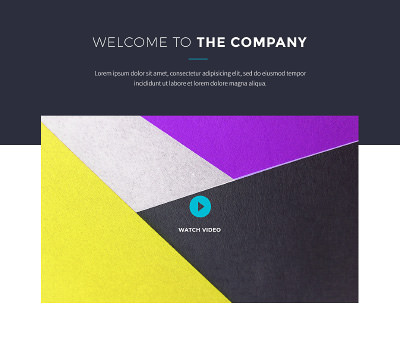 WELCOME TO THE COMPANY
Lorem ipsum dolor sit amet, consectetur adipisicing elit, sed do eiusmod tempor
incididunt ut labore et lorem dolore magna aliqua.
WATCH VIDEO